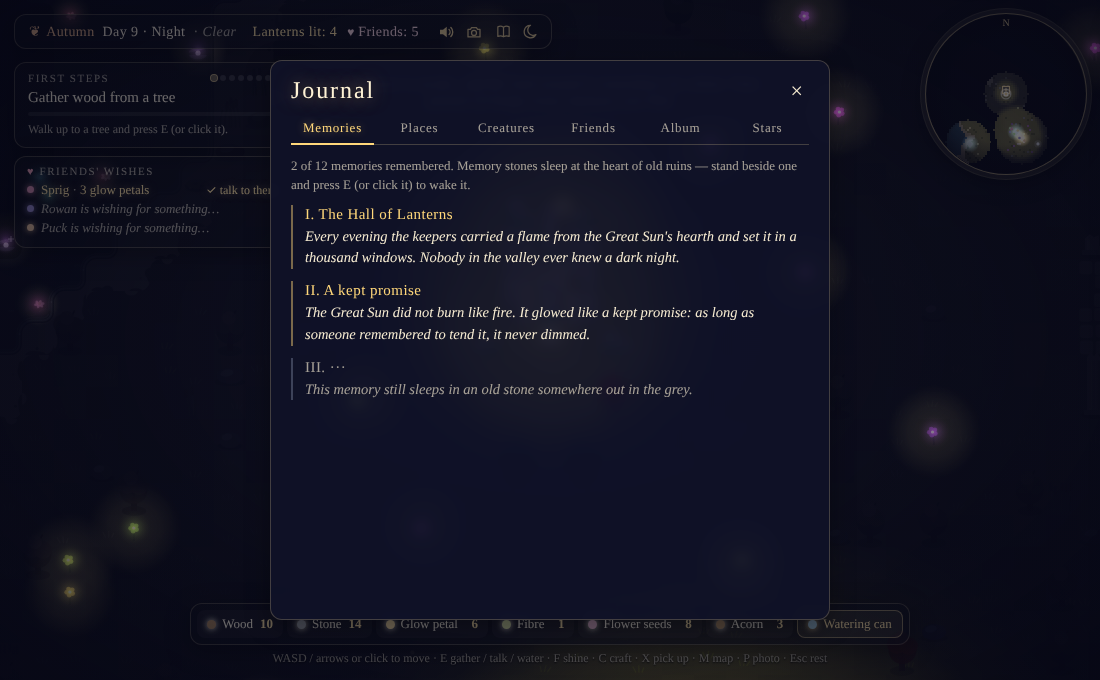 Autumn Day 9 · Night · Clear Lanterns lit: 4 ♥ Friends: 5
N
FIRST STEPS
Gather wood from a tree
Walk up to a tree and press E (or click it).
♥ FRIENDS' WISHES
Sprig · 3 glow petals ✓ talk to
Rowan is wishing for something…
Puck is wishing for something…
Journal ×
Memories Places Creatures Friends Album Stars
2 of 12 memories remembered. Memory stones sleep at the heart of old ruins — stand beside one
and press E (or click it) to wake it.
I. The Hall of Lanterns
Every evening the keepers carried a flame from the Great Sun's hearth and set it in a
thousand windows. Nobody in the valley ever knew a dark night.
II. A kept promise
The Great Sun did not burn like fire. It glowed like a kept promise: as long as
someone remembered to tend it, it never dimmed.
III. ···
This memory still sleeps in an old stone somewhere out in the grey.
Wood 10 Stone 14 Glow petal 6 Fibre 1 Flower seeds 8 Acorn 3 Watering can
WASD / arrows or click to move · E gather / talk / water · F shine · C craft · X pick up · M map · P photo · Esc rest